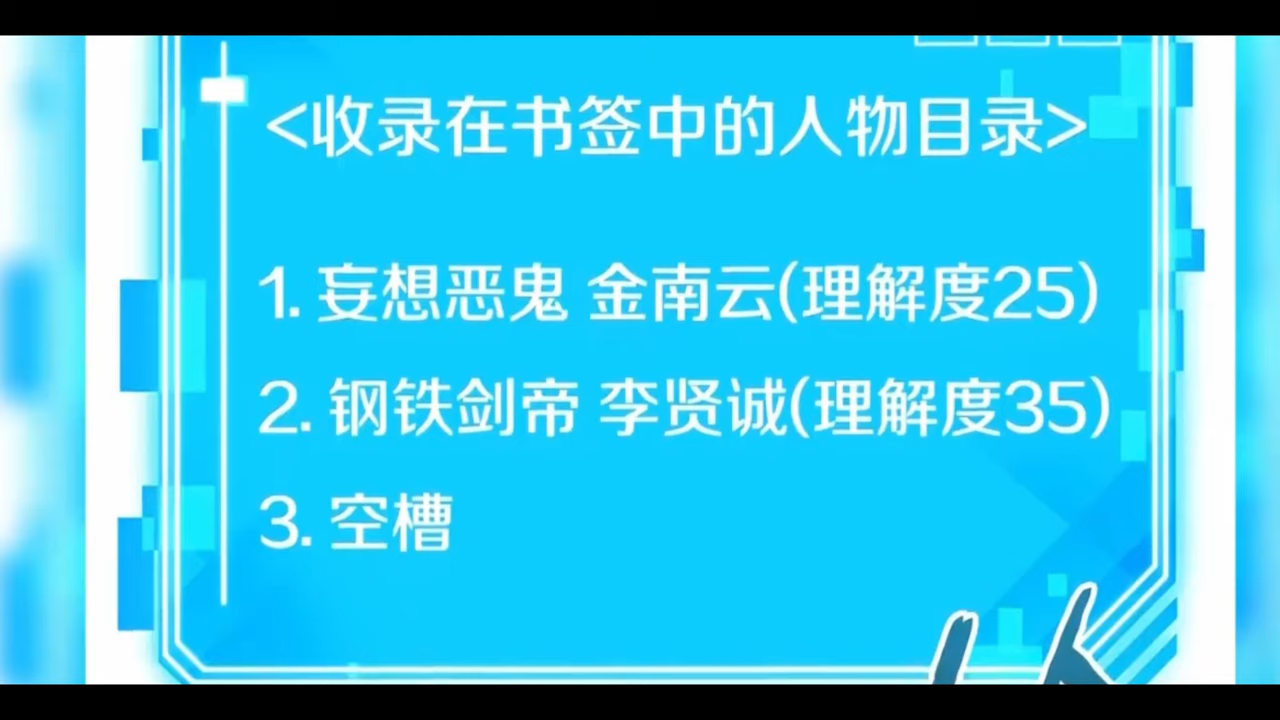 <收录在书签中的人物目录>
1. 妄想恶鬼 金南云(理解度25)
2. 钢铁剑帝 李贤诚(理解度35)
3. 空槽